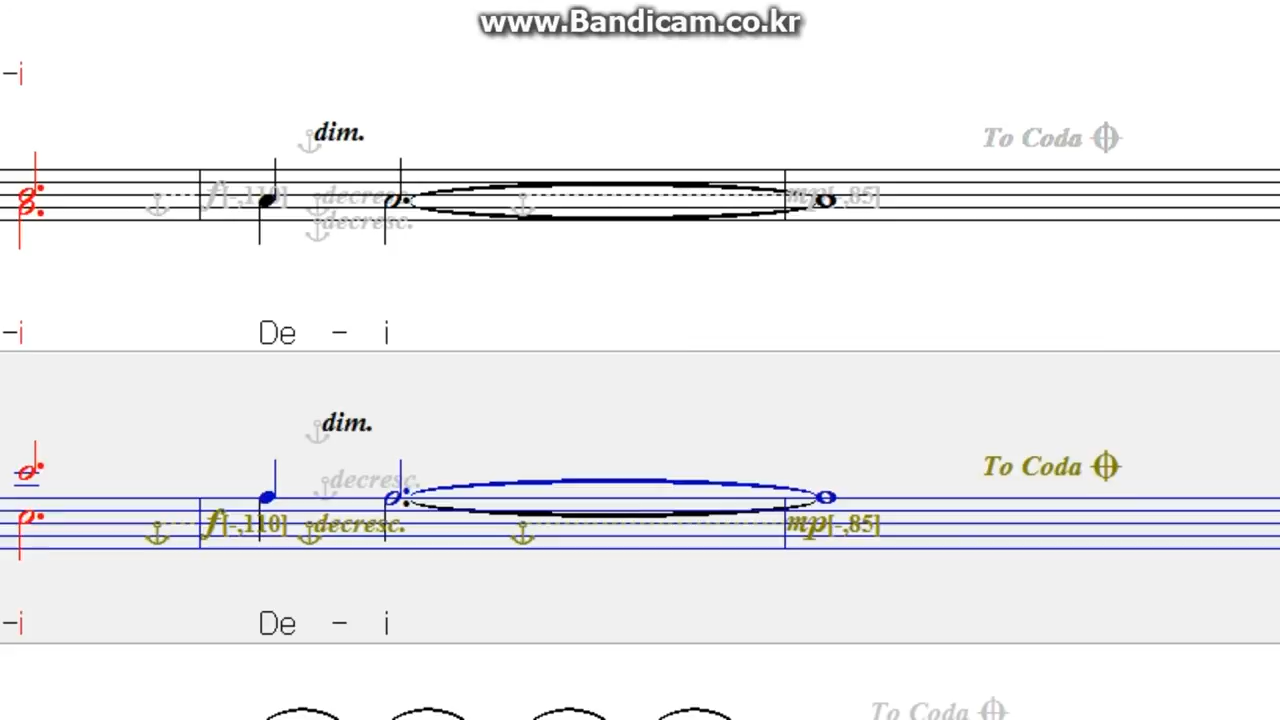 www.Bandicam.co.kr
-i
dim.
To Coda
f[-,110] decresc. mp[-,85]
decresc.
-i De - i
dim.
To Coda
decresc.
f[-,110] decresc. mp[-,85]
-i De - i
To Coda